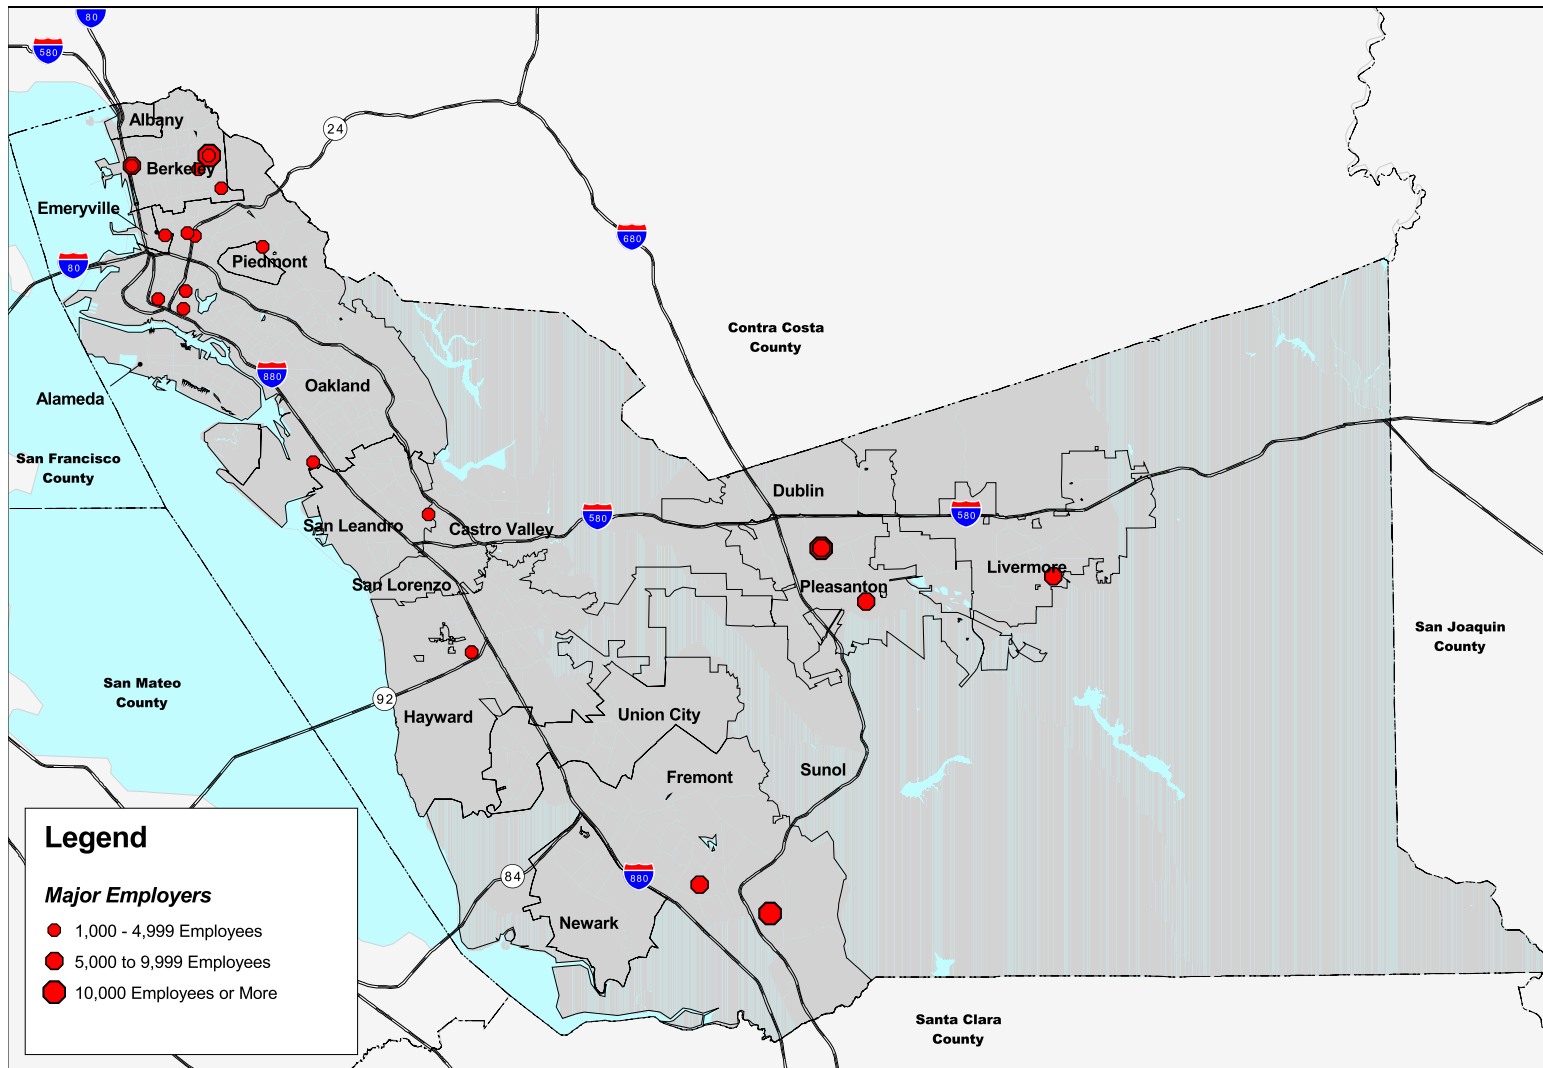 80
580
Albany
24
Berkeley
Emeryville
680
80
Piedmont
Contra Costa
County
880
Oakland
Alameda
San Francisco
County
Dublin
580
580
San Leandro
Castro Valley
Livermore
San Lorenzo
Pleasanton
San Joaquin
County
San Mateo
County
92
Hayward
Union City
Fremont
Sunol
Legend
84
880
Major Employers
Newark
1,000 - 4,999 Employees
5,000 to 9,999 Employees
10,000 Employees or More
Santa Clara
County